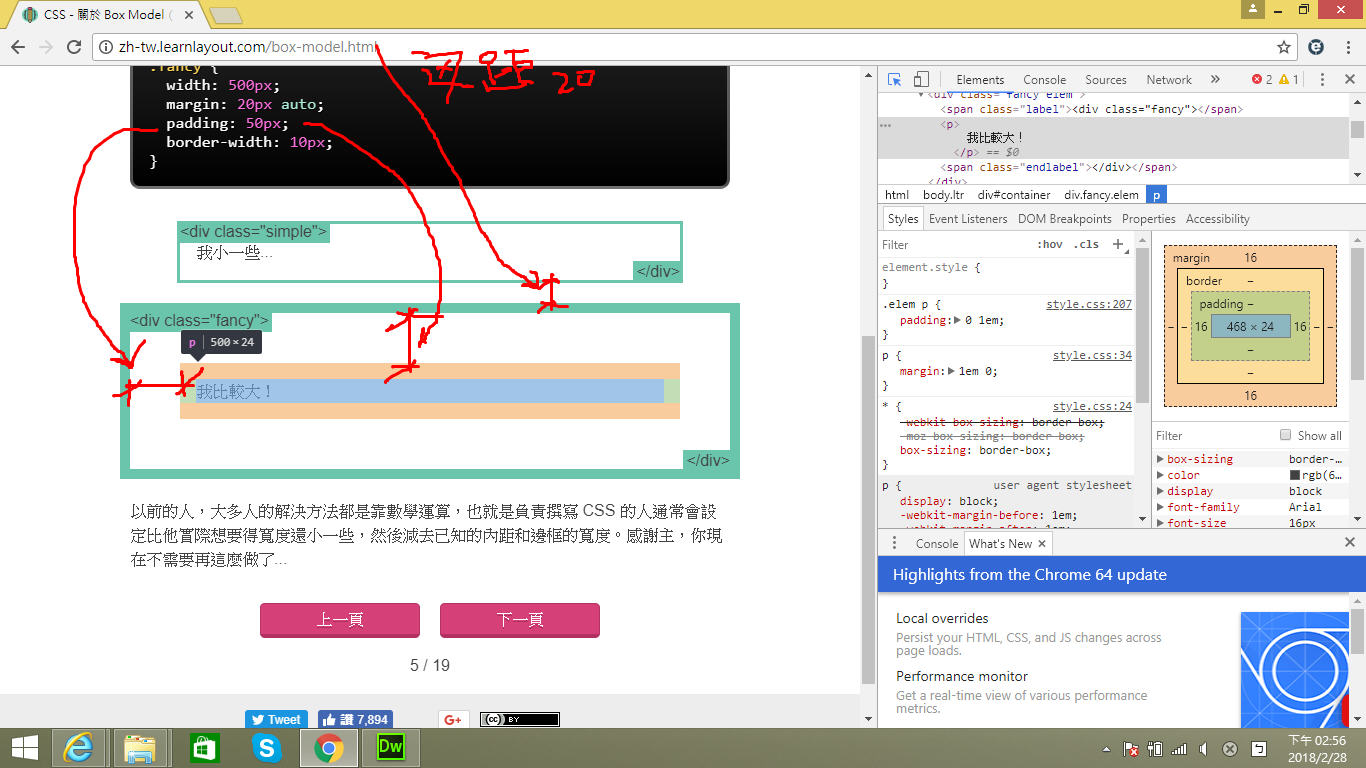 CSS - 關於 Box Model (
zh-tw.learnlayout.com/box-model.html
邊距 20
.fancy {
width: 500px;
margin: 20px auto;
padding: 50px;
border-width: 10px;
}
<div class="simple">
我小一些...
</div>
<div class="fancy">
p 500 × 24
我比較大！
</div>
以前的人，大多人的解決方法都是靠數學運算，也就是負責撰寫 CSS 的人通常會設
定比他實際想要得寬度還小一些，然後減去已知的內距和邊框的寬度。感謝主，你現
在不需要再這麼做了...
上一頁 下一頁
5 / 19
Tweet 讚 7,894 G+ (cc) BY
Elements Console Sources Network » 2 1
<div class="fancy elem">
<span class="label"><div class="fancy"></span>
<p>
我比較大！
</p> == $0
<span class="endlabel"></div></span>
</div>
html body.ltr div#container div.fancy.elem p
Styles Event Listeners DOM Breakpoints Properties Accessibility
Filter :hov .cls +
element.style {
}
.elem p { style.css:207
padding: 0 1em;
}
p { style.css:34
margin: 1em 0;
}
* { style.css:24
-webkit-box-sizing: border-box;
-moz-box-sizing: border-box;
box-sizing: border-box;
}
p { user agent stylesheet
display: block;
-webkit-margin-before: 1em;
-webkit-margin-after: 1em;
margin 16
border –
padding –
– – 16 468 × 24 16 – –
–
–
16
Filter Show all
box-sizing border-…
color rgb(6…
display block
font-family Arial
font-size 16px
Console What's New
Highlights from the Chrome 64 update
Local overrides
Persist your HTML, CSS, and JS changes across
page loads.
Performance monitor
Get a real-time view of various performance
metrics.
Dw
下午 02:56
2018/2/28